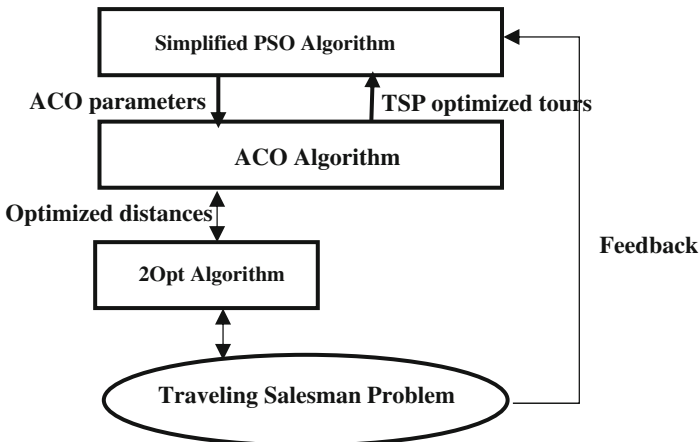 Simplified PSO Algorithm
ACO parameters
TSP optimized tours
ACO Algorithm
Optimized distances
Feedback
2Opt Algorithm
Traveling Salesman Problem